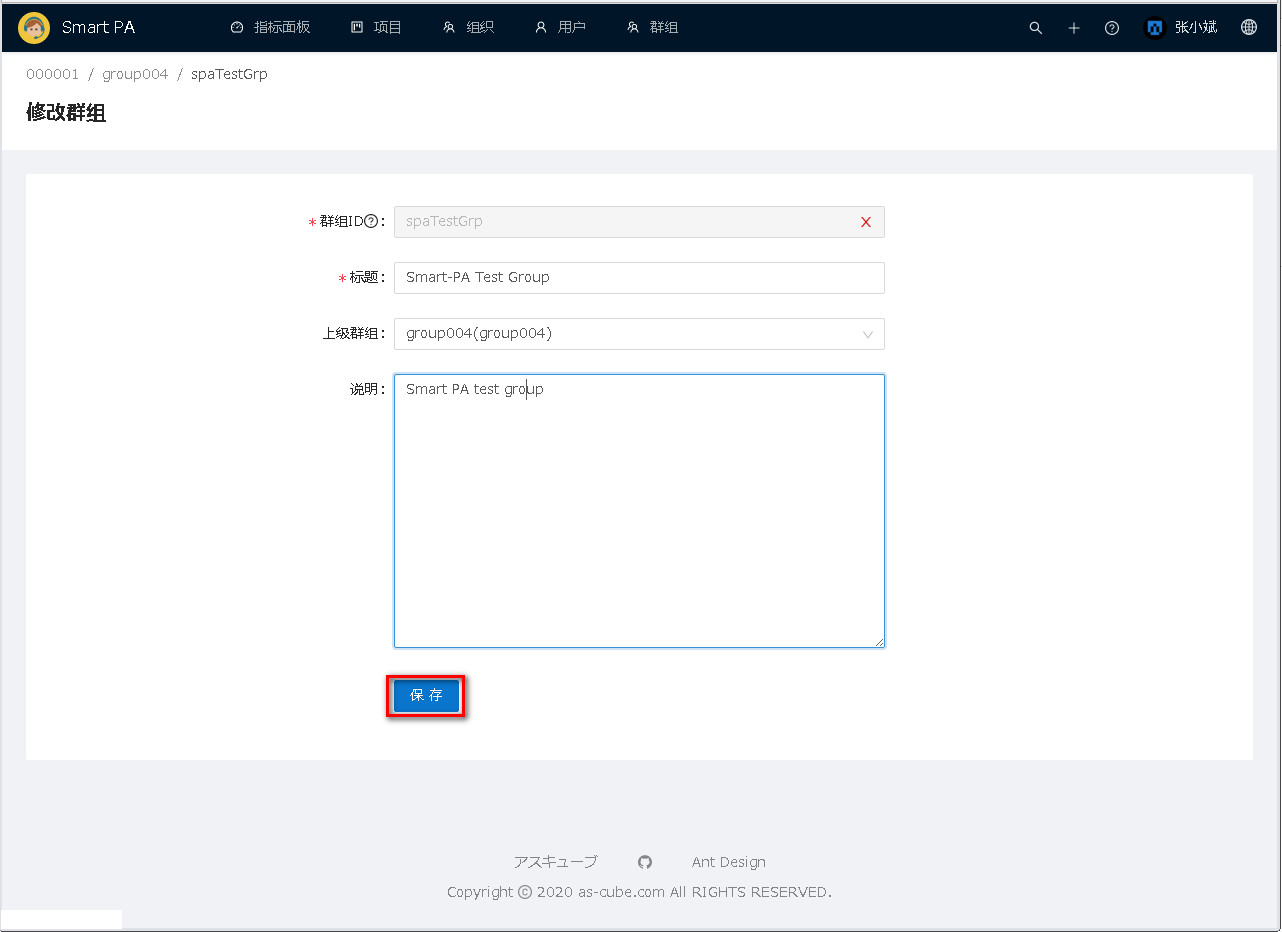 Smart PA 指标面板 项目 组织 用户 群组 张小斌
000001 / group004 / spaTestGrp
修改群组
* 群组ID: spaTestGrp
* 标题: Smart-PA Test Group
上级群组: group004(group004)
说明: Smart PA test group
保 存
アスキューブ Ant Design
Copyright © 2020 as-cube.com All RIGHTS RESERVED.